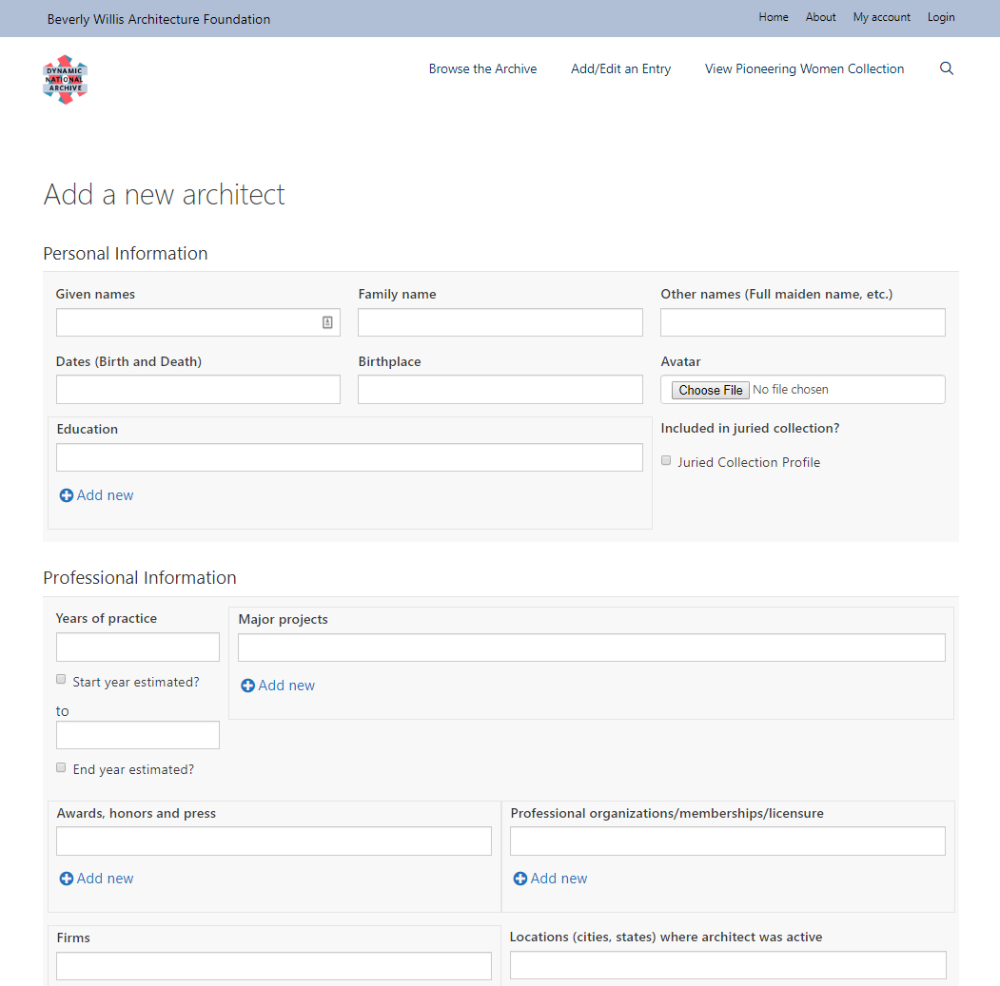 Beverly Willis Architecture Foundation
Home About My account Login
DYNAMIC
NATIONAL
ARCHIVE
Browse the Archive Add/Edit an Entry View Pioneering Women Collection
Add a new architect
Personal Information
Given names Family name Other names (Full maiden name, etc.)
Dates (Birth and Death) Birthplace Avatar
Choose File No file chosen
Education Included in juried collection?
Juried Collection Profile
Add new
Professional Information
Years of practice Major projects
Start year estimated? Add new
to
End year estimated?
Awards, honors and press Professional organizations/memberships/licensure
Add new Add new
Firms Locations (cities, states) where architect was active